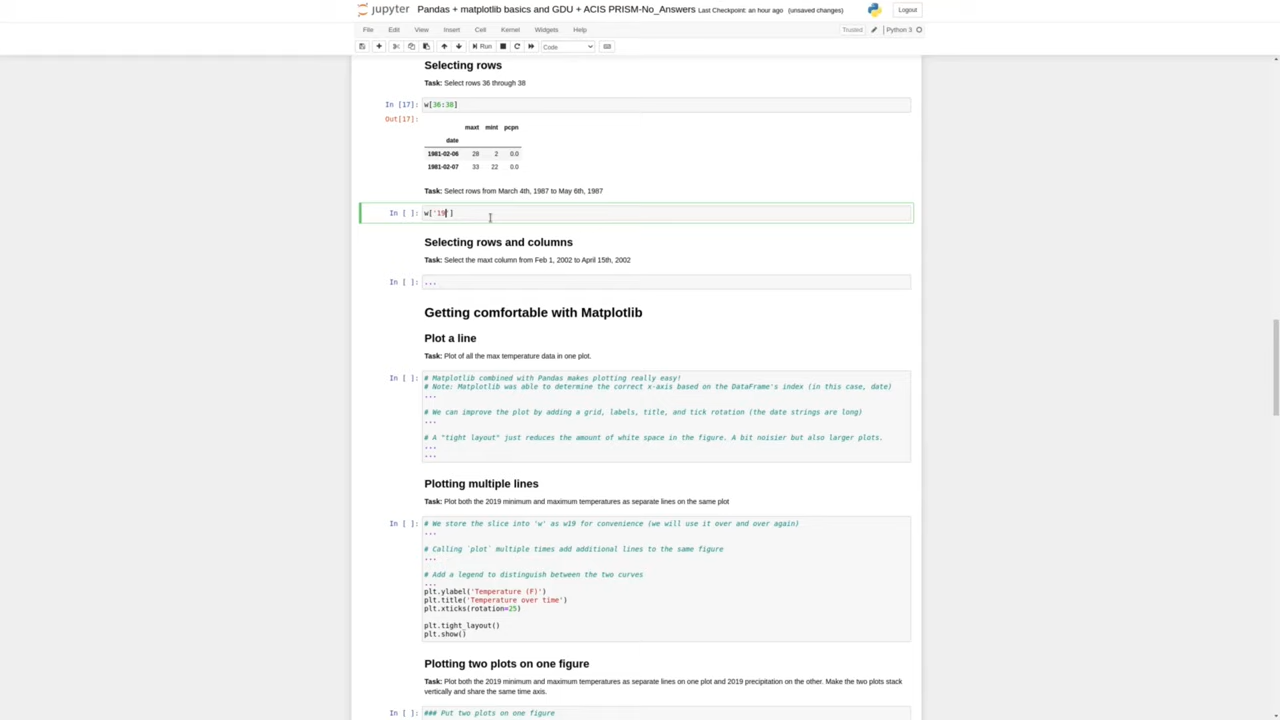 jupyter Pandas + matplotlib basics and GDU + ACIS PRISM-No_Answers Last Checkpoint: an hour ago (unsaved changes) Logout
File Edit View Insert Cell Kernel Widgets Help Trusted Python 3
Run Code
Selecting rows
Task: Select rows 36 through 38
In [17]: w[36:38]
Out[17]:
maxt mint pcpn
date
1981-02-06 28 2 0.0
1981-02-07 33 22 0.0
Task: Select rows from March 4th, 1987 to May 6th, 1987
In [ ]: w['19']
Selecting rows and columns
Task: Select the maxt column from Feb 1, 2002 to April 15th, 2002
In [ ]: ...
Getting comfortable with Matplotlib
Plot a line
Task: Plot of all the max temperature data in one plot.
In [ ]: # Matplotlib combined with Pandas makes plotting really easy!
# Note: Matplotlib was able to determine the correct x-axis based on the DataFrame's index (in this case, date)
...
# We can improve the plot by adding a grid, labels, title, and tick rotation (the date strings are long)
...
# A "tight layout" just reduces the amount of white space in the figure. A bit noisier but also larger plots.
...
...
Plotting multiple lines
Task: Plot both the 2019 minimum and maximum temperatures as separate lines on the same plot
In [ ]: # We store the slice into 'w' as w19 for convenience (we will use it over and over again)
...
# Calling `plot` multiple times add additional lines to the same figure
...
# Add a legend to distinguish between the two curves
...
plt.ylabel('Temperature (F)')
plt.title('Temperature over time')
plt.xticks(rotation=25)
plt.tight_layout()
plt.show()
Plotting two plots on one figure
Task: Plot both the 2019 minimum and maximum temperatures as separate lines on one plot and 2019 precipitation on the other. Make the two plots stack
vertically and share the same time axis.
In [ ]: ### Put two plots on one figure